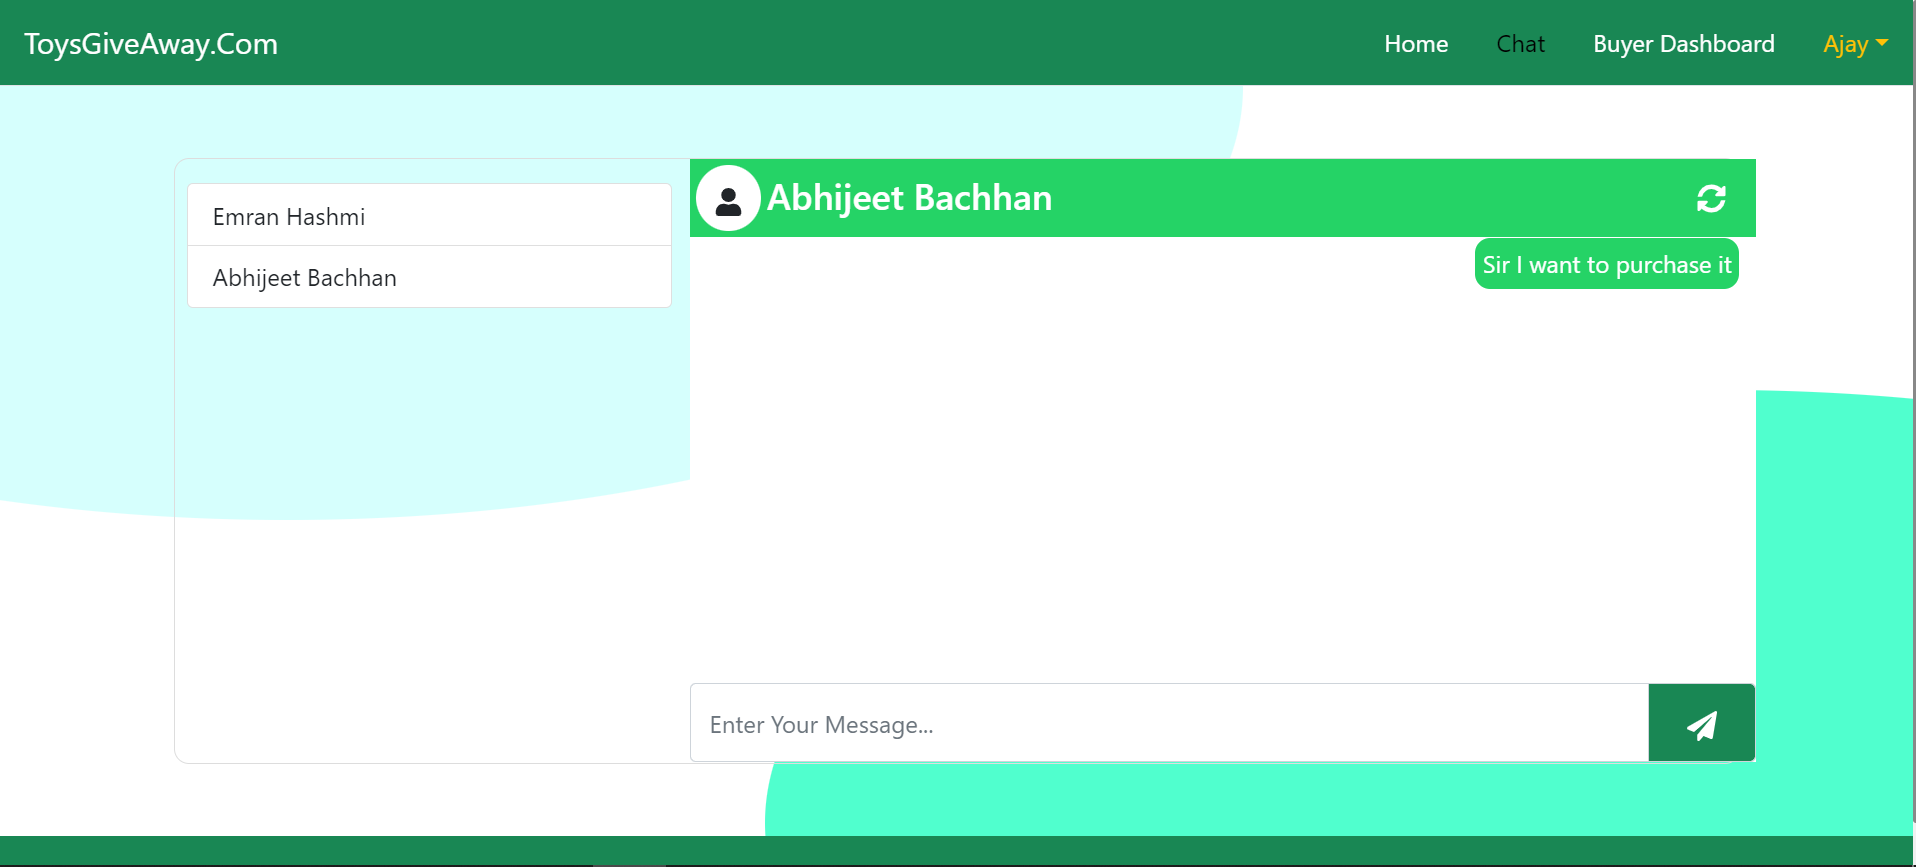 ToysGiveAway.Com
Home
Chat
Buyer Dashboard
Ajay
Emran Hashmi
Abhijeet Bachhan
Abhijeet Bachhan
Sir I want to purchase it
Enter Your Message...